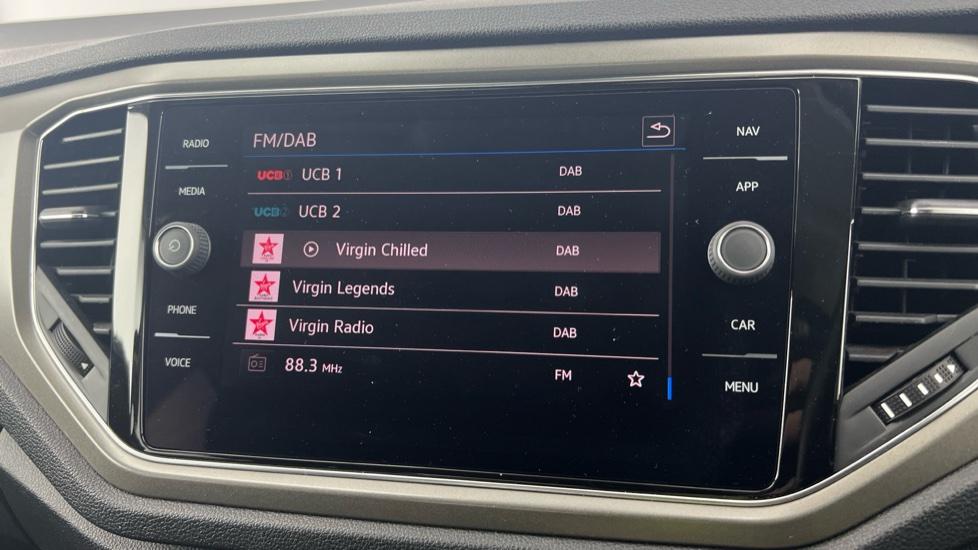 RADIO
MEDIA
PHONE
VOICE
FM/DAB
UCB1 UCB 1 DAB
UCB2 UCB 2 DAB
Virgin Chilled DAB
Virgin Legends DAB
Virgin Radio DAB
88.3 MHz FM
NAV
APP
CAR
MENU